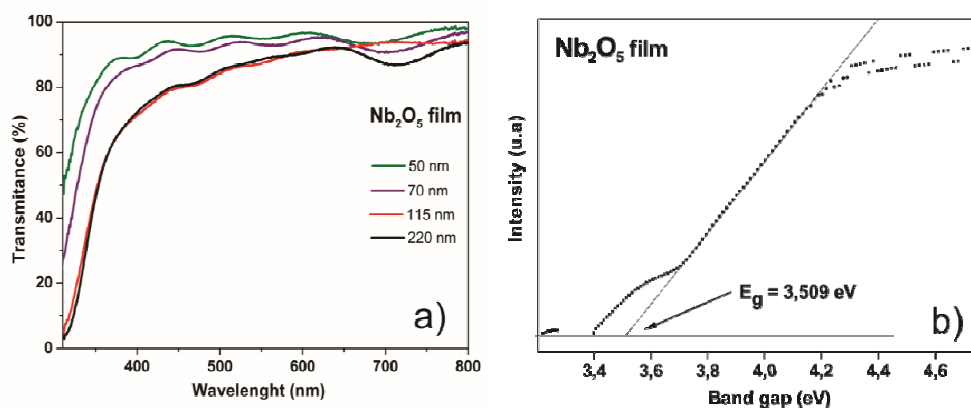 a)
Nb2O5 film
50 nm
70 nm
115 nm
220 nm
Transmitance (%)
100
80
60
40
20
0
400 500 600 700 800
Wavelenght (nm)
Nb2O5 film
Intensity (u.a)
Eg = 3,509 eV
b)
3,4 3,6 3,8 4,0 4,2 4,4 4,6
Band gap (eV)